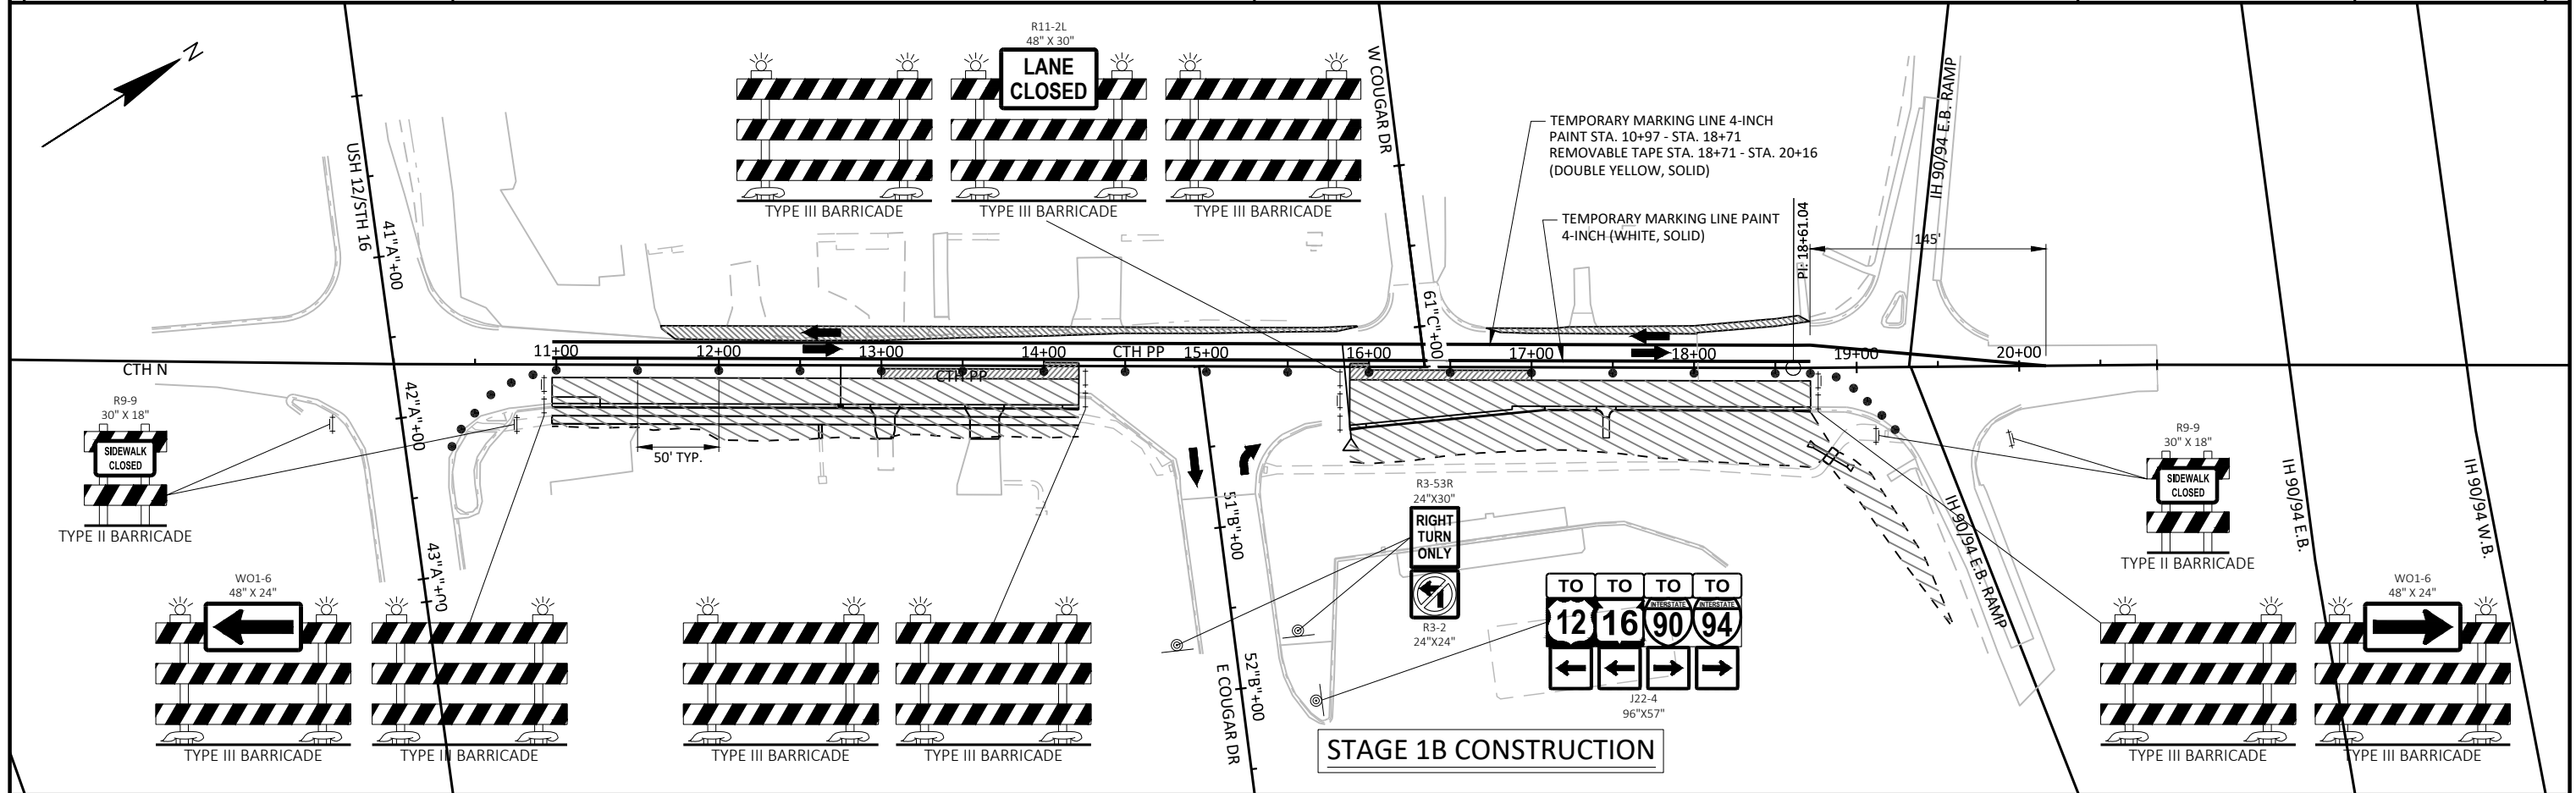 N
R11-2L
48" X 30"
LANE
CLOSED
TYPE III BARRICADE
TYPE III BARRICADE
TYPE III BARRICADE
USH 12/STH 16
41"A"+00
42"A"+00
43"A"+00
W COUGAR DR
61"C"+00
TEMPORARY MARKING LINE 4-INCH
PAINT STA. 10+97 - STA. 18+71
REMOVABLE TAPE STA. 18+71 - STA. 20+16
(DOUBLE YELLOW, SOLID)
TEMPORARY MARKING LINE PAINT
4-INCH (WHITE, SOLID)
PI: 18+61.04
145'
IH 90/94 E.B. RAMP
CTH N
11+00
12+00
13+00
14+00
CTH PP
15+00
16+00
17+00
18+00
19+00
20+00
CTH PP
50' TYP.
R9-9
30" X 18"
SIDEWALK
CLOSED
TYPE II BARRICADE
WO1-6
48" X 24"
TYPE III BARRICADE
TYPE III BARRICADE
TYPE III BARRICADE
TYPE III BARRICADE
51"B"+00
52"B"+00
E COUGAR DR
R3-53R
24"X30"
RIGHT
TURN
ONLY
R3-2
24"X24"
TO TO TO TO
INTERSTATE INTERSTATE
12 16 90 94
J22-4
96"X57"
STAGE 1B CONSTRUCTION
IH 90/94 E.B. RAMP
R9-9
30" X 18"
SIDEWALK
CLOSED
TYPE II BARRICADE
IH 90/94 E.B.
IH 90/94 W.B.
WO1-6
48" X 24"
TYPE III BARRICADE
TYPE III BARRICADE